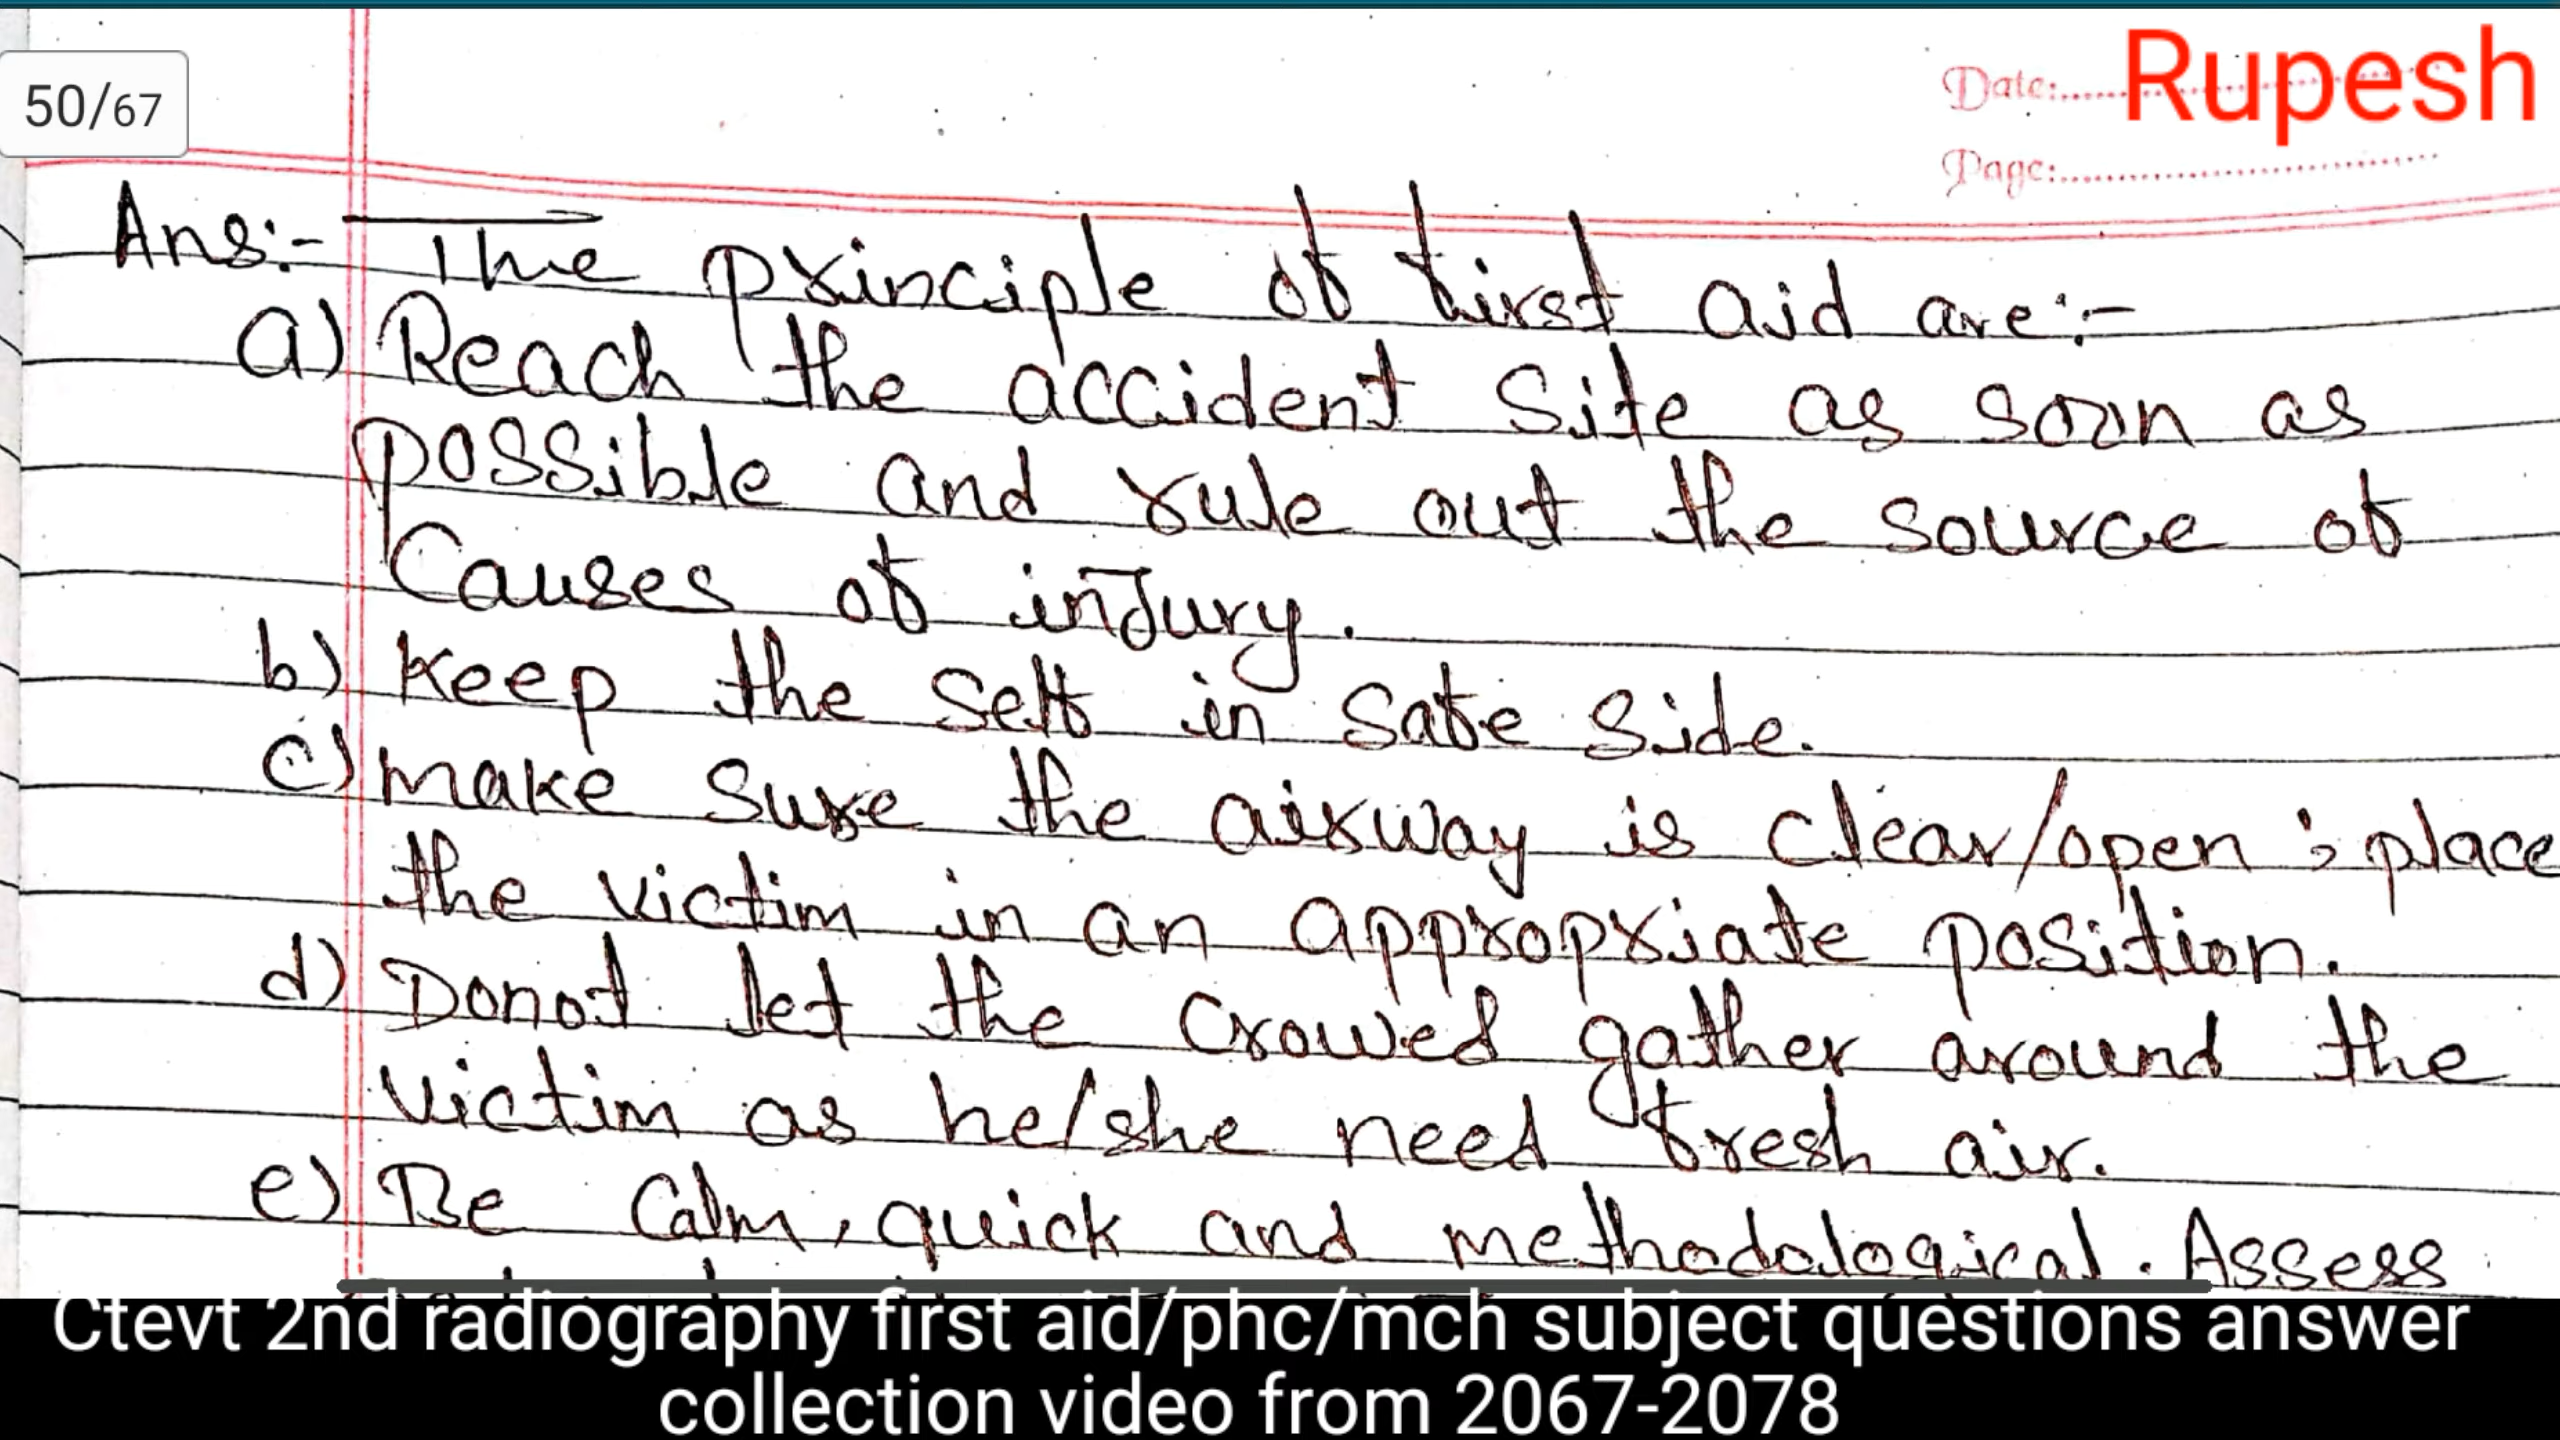 50/67
Rupesh
Date:
Page:
Ans:- The principle of first aid are:-
a) Reach the accident site as soon as
possible and rule out the source of
Causes of injury.
b) Keep the self in safe side.
c) make sure the airway is clear/open ; place
the victim in an appropriate position.
d) Donot let the crowed gather around the
victim as he/she need fresh air.
e) Be calm, quick and methodological. Assess
Ctevt 2nd radiography first aid/phc/mch subject questions answer
collection video from 2067-2078